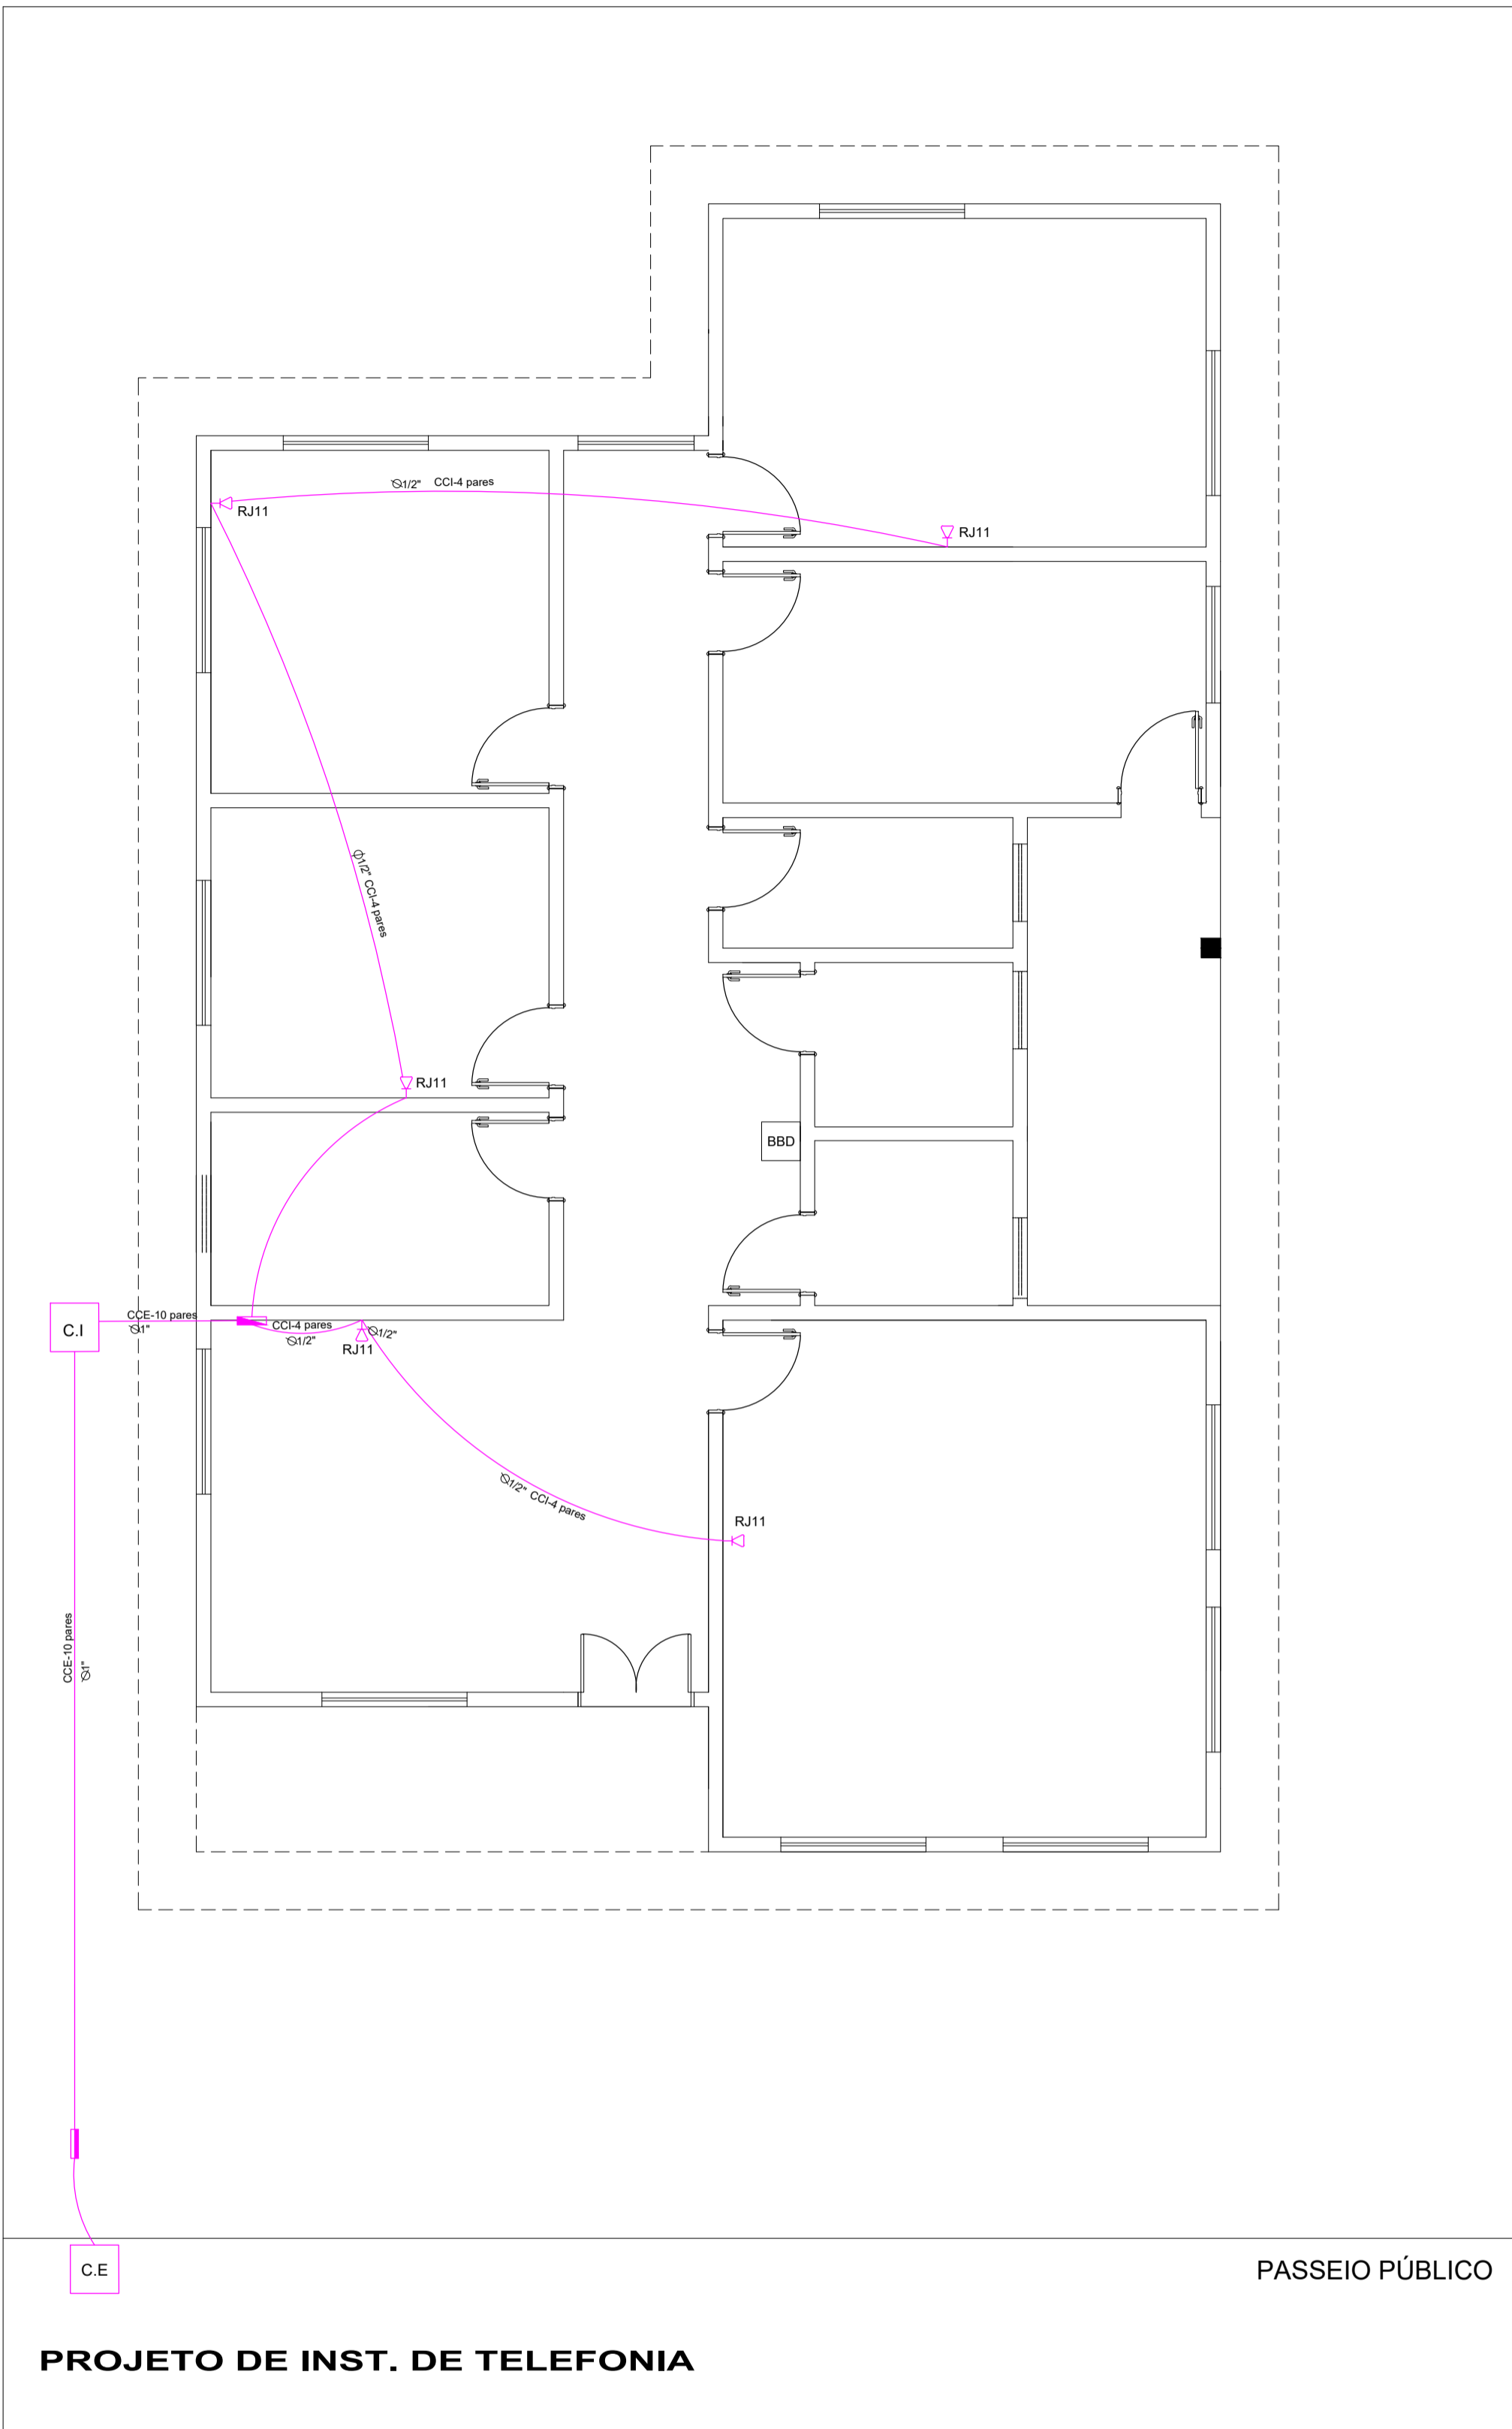 Ø1/2" CCI-4 pares
RJ11
RJ11
Ø1/2" CCI-4 pares
RJ11
BBD
C.I
CCE-10 pares
Ø1"
CCI-4 pares
Ø1/2"
Ø1/2"
RJ11
Ø1/2" CCI-4 pares
RJ11
CCE-10 pares
Ø1"
C.E
PASSEIO PÚBLICO
PROJETO DE INST. DE TELEFONIA